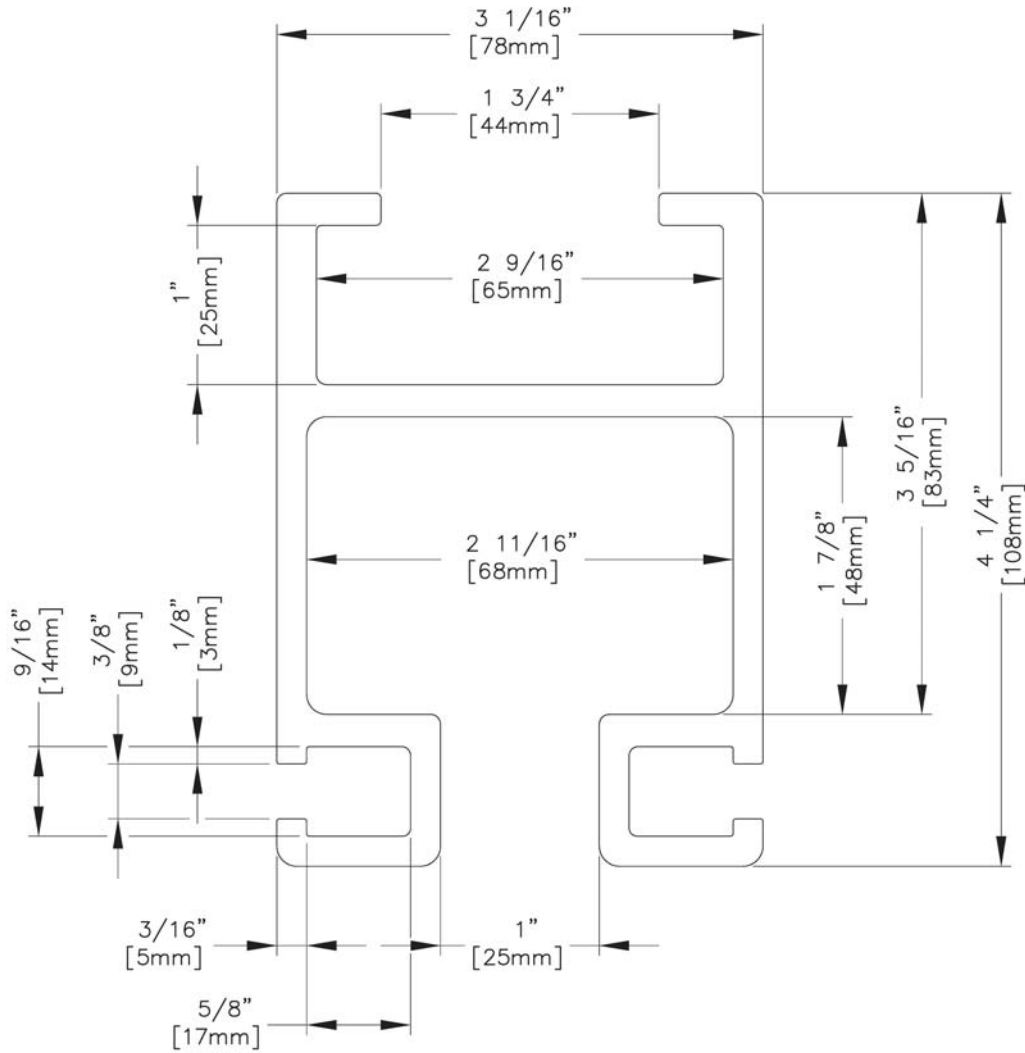 3 1/16”
[78mm]
1 3/4”
[44mm]
2 9/16”
[65mm]
1”
[25mm]
3 5/16”
[83mm]
4 1/4”
[108mm]
1 7/8”
[48mm]
2 11/16”
[68mm]
1/8”
[3mm]
3/8”
[9mm]
9/16”
[14mm]
3/16”
[5mm]
1”
[25mm]
5/8”
[17mm]